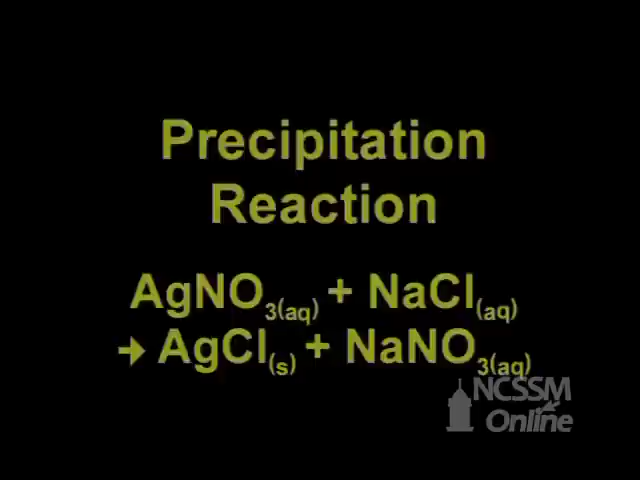 Precipitation
Reaction
AgNO3(aq) + NaCl(aq)
➔ AgCl(s) + NaNO3(aq)
NCSSM
Online